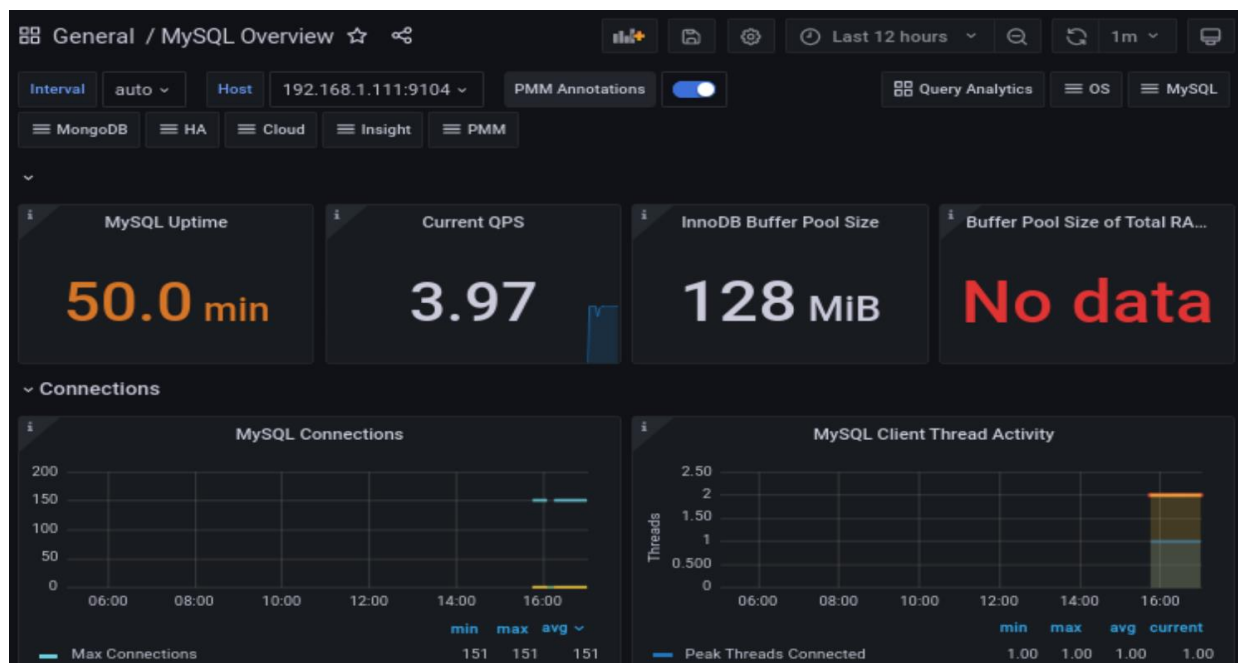 General / MySQL Overview
Last 12 hours
1m
Interval auto Host 192.168.1.111:9104 PMM Annotations Query Analytics OS MySQL
MongoDB HA Cloud Insight PMM
MySQL Uptime
50.0 min
Current QPS
3.97
InnoDB Buffer Pool Size
128 MiB
Buffer Pool Size of Total RA...
No data
Connections
MySQL Connections
200
150
100
50
0
06:00 08:00 10:00 12:00 14:00 16:00
min max avg
Max Connections 151 151 151
MySQL Client Thread Activity
Threads
2.50
2
1.50
1
0.500
0
06:00 08:00 10:00 12:00 14:00 16:00
min max avg current
Peak Threads Connected 1.00 1.00 1.00 1.00